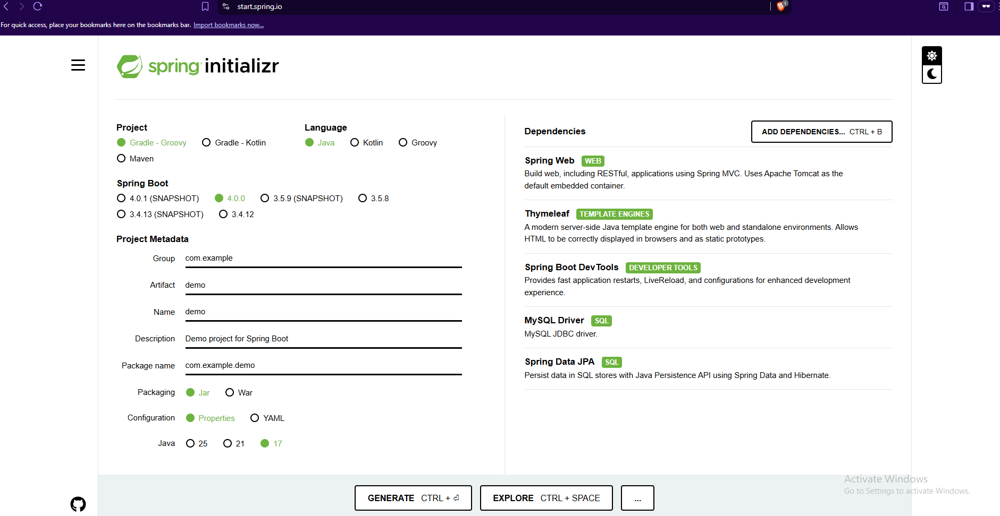 start.spring.io
1
For quick access, place your bookmarks here on the bookmarks bar. Import bookmarks now...
spring initializr
Project
Gradle - Groovy Gradle - Kotlin
Maven
Language
Java Kotlin Groovy
Spring Boot
4.0.1 (SNAPSHOT) 4.0.0 3.5.9 (SNAPSHOT) 3.5.8
3.4.13 (SNAPSHOT) 3.4.12
Project Metadata
Group com.example
Artifact demo
Name demo
Description Demo project for Spring Boot
Package name com.example.demo
Packaging Jar War
Configuration Properties YAML
Java 25 21 17
Dependencies
ADD DEPENDENCIES... CTRL + B
Spring Web WEB
Build web, including RESTful, applications using Spring MVC. Uses Apache Tomcat as the
default embedded container.
Thymeleaf TEMPLATE ENGINES
A modern server-side Java template engine for both web and standalone environments. Allows
HTML to be correctly displayed in browsers and as static prototypes.
Spring Boot DevTools DEVELOPER TOOLS
Provides fast application restarts, LiveReload, and configurations for enhanced development
experience.
MySQL Driver SQL
MySQL JDBC driver.
Spring Data JPA SQL
Persist data in SQL stores with Java Persistence API using Spring Data and Hibernate.
GENERATE CTRL + ⏎
EXPLORE CTRL + SPACE
...
Activate Windows
Go to Settings to activate Windows.